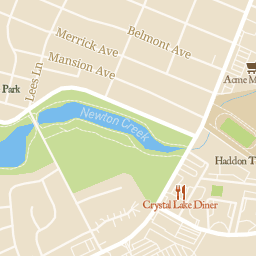 Belmont Ave
Merrick Ave
Mansion Ave
Lees Ln
Park
Acme M
Newton Creek
Haddon T
Crystal Lake Diner